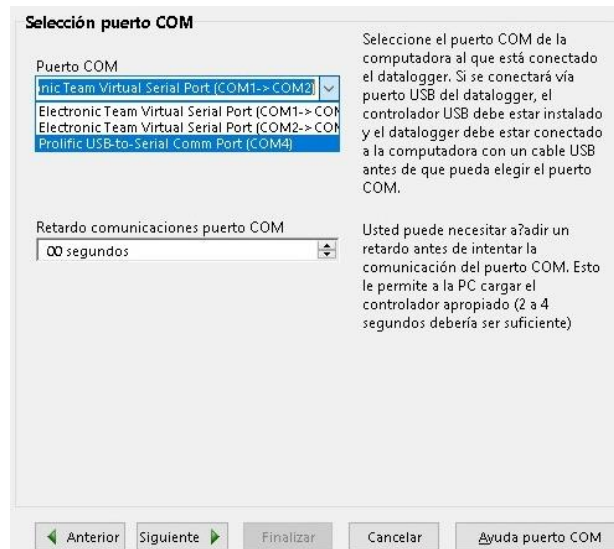 Selección puerto COM
Puerto COM
nic Team Virtual Serial Port (COM1->COM2)
Electronic Team Virtual Serial Port (COM1->CO
Electronic Team Virtual Serial Port (COM2->CO
Prolific USB-to-Serial Comm Port (COM4)
Retardo comunicaciones puerto COM
00 segundos
Seleccione el puerto COM de la
computadora al que está conectado
el datalogger. Si se conectará vía
puerto USB del datalogger, el
controlador USB debe estar instalado
y el datalogger debe estar conectado
a la computadora con un cable USB
antes de que pueda elegir el puerto
COM.
Usted puede necesitar a?adir un
retardo antes de intentar la
comunicación del puerto COM. Esto
le permite a la PC cargar el
controlador apropiado (2 a 4
segundos debería ser suficiente)
Anterior
Siguiente
Finalizar
Cancelar
Ayuda puerto COM